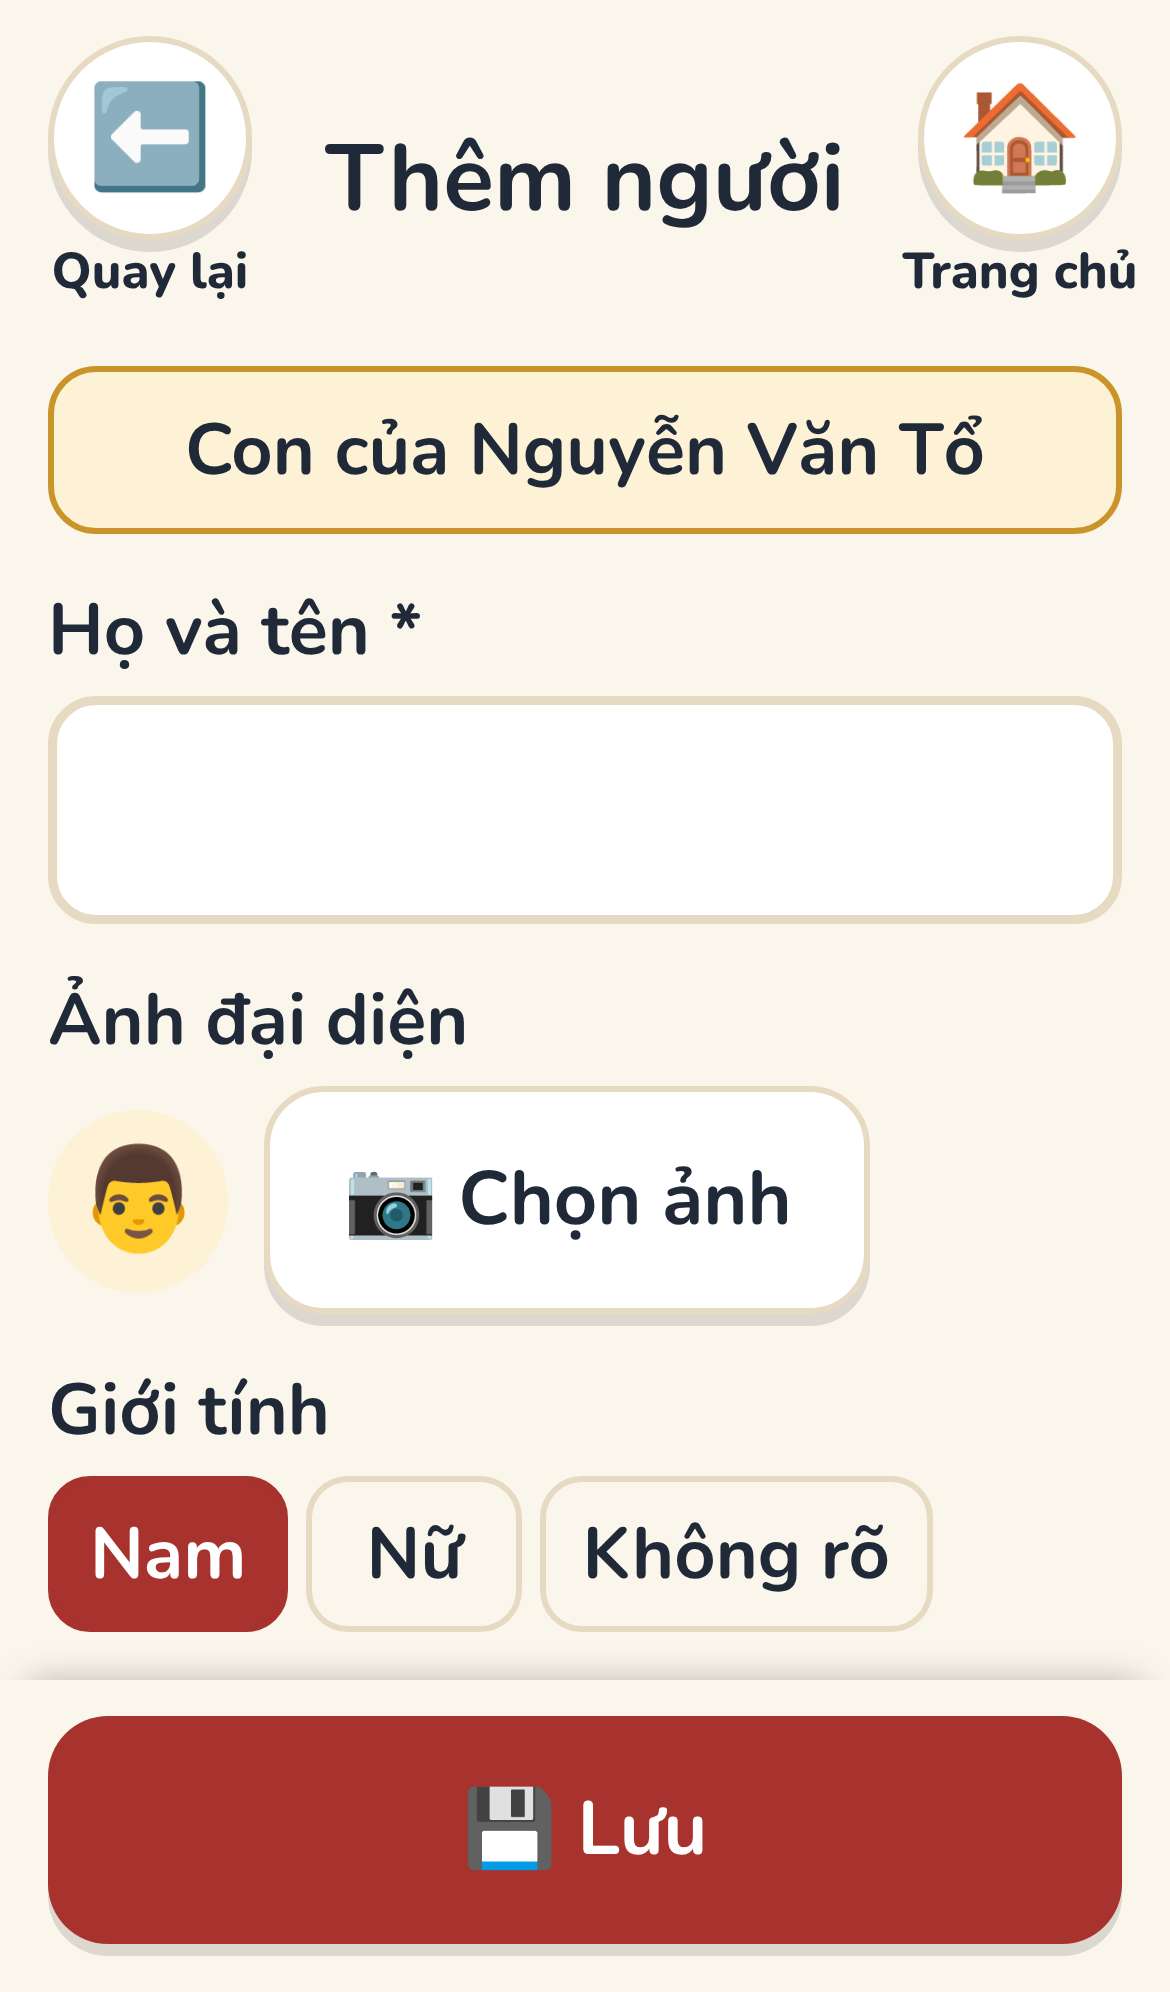 Thêm người
Quay lại
Trang chủ
Con của Nguyễn Văn Tổ
Họ và tên *
Ảnh đại diện
Chọn ảnh
Giới tính
Nam
Nữ
Không rõ
Lưu